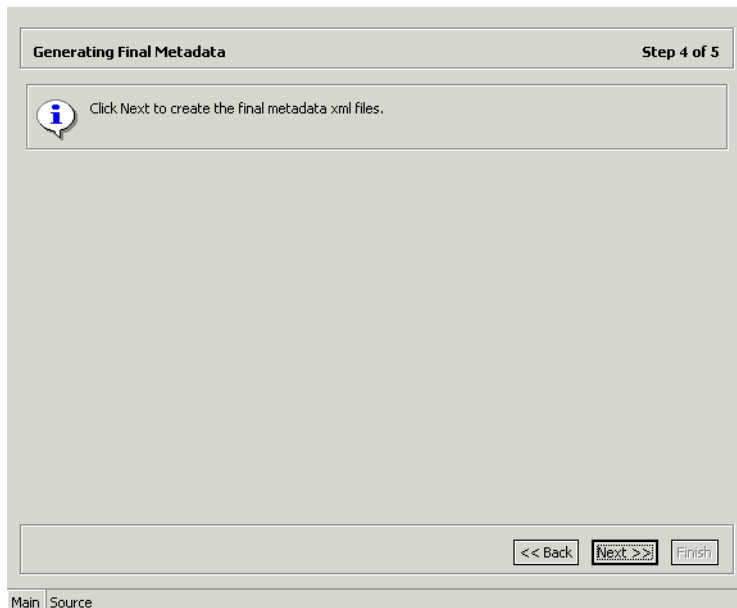 Generating Final Metadata Step 4 of 5
Click Next to create the final metadata xml files.
<< Back Next >> Finish
Main Source